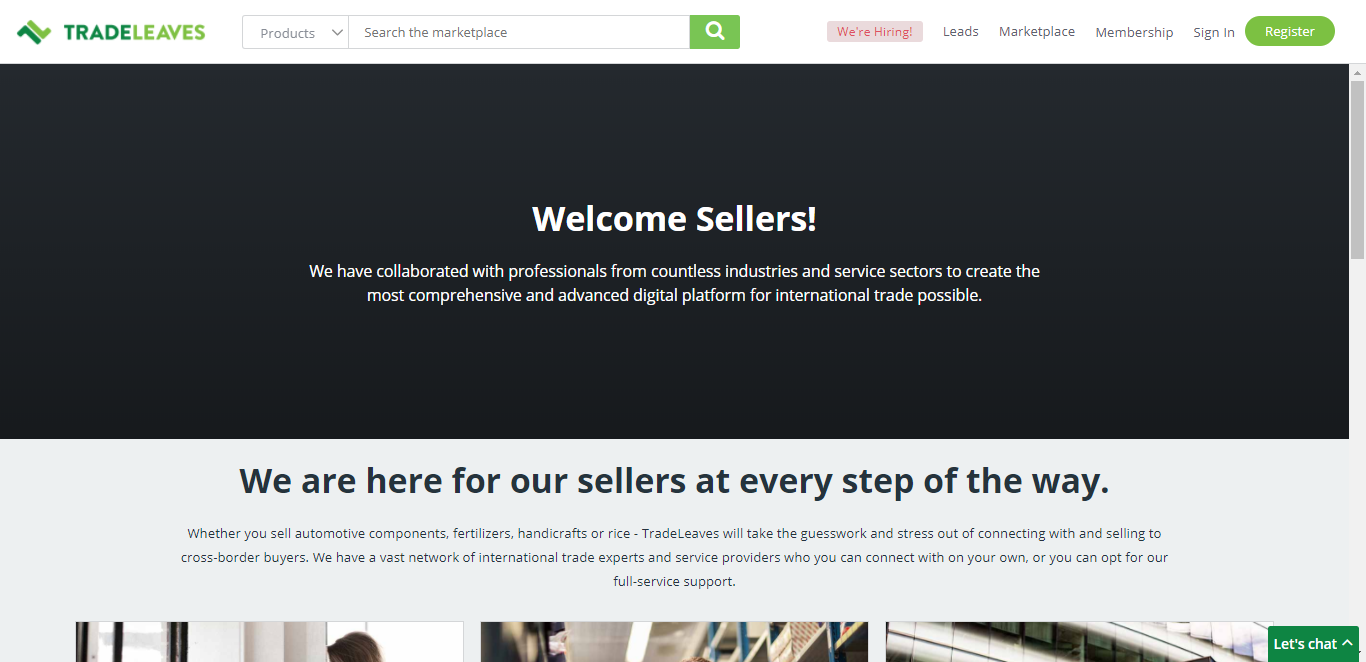 TRADELEAVES
Products
Search the marketplace
We're Hiring!
Leads
Marketplace
Membership
Sign In
Register
Welcome Sellers!
We have collaborated with professionals from countless industries and service sectors to create the
most comprehensive and advanced digital platform for international trade possible.
We are here for our sellers at every step of the way.
Whether you sell automotive components, fertilizers, handicrafts or rice - TradeLeaves will take the guesswork and stress out of connecting with and selling to
cross-border buyers. We have a vast network of international trade experts and service providers who you can connect with on your own, or you can opt for our
full-service support.
Let's chat